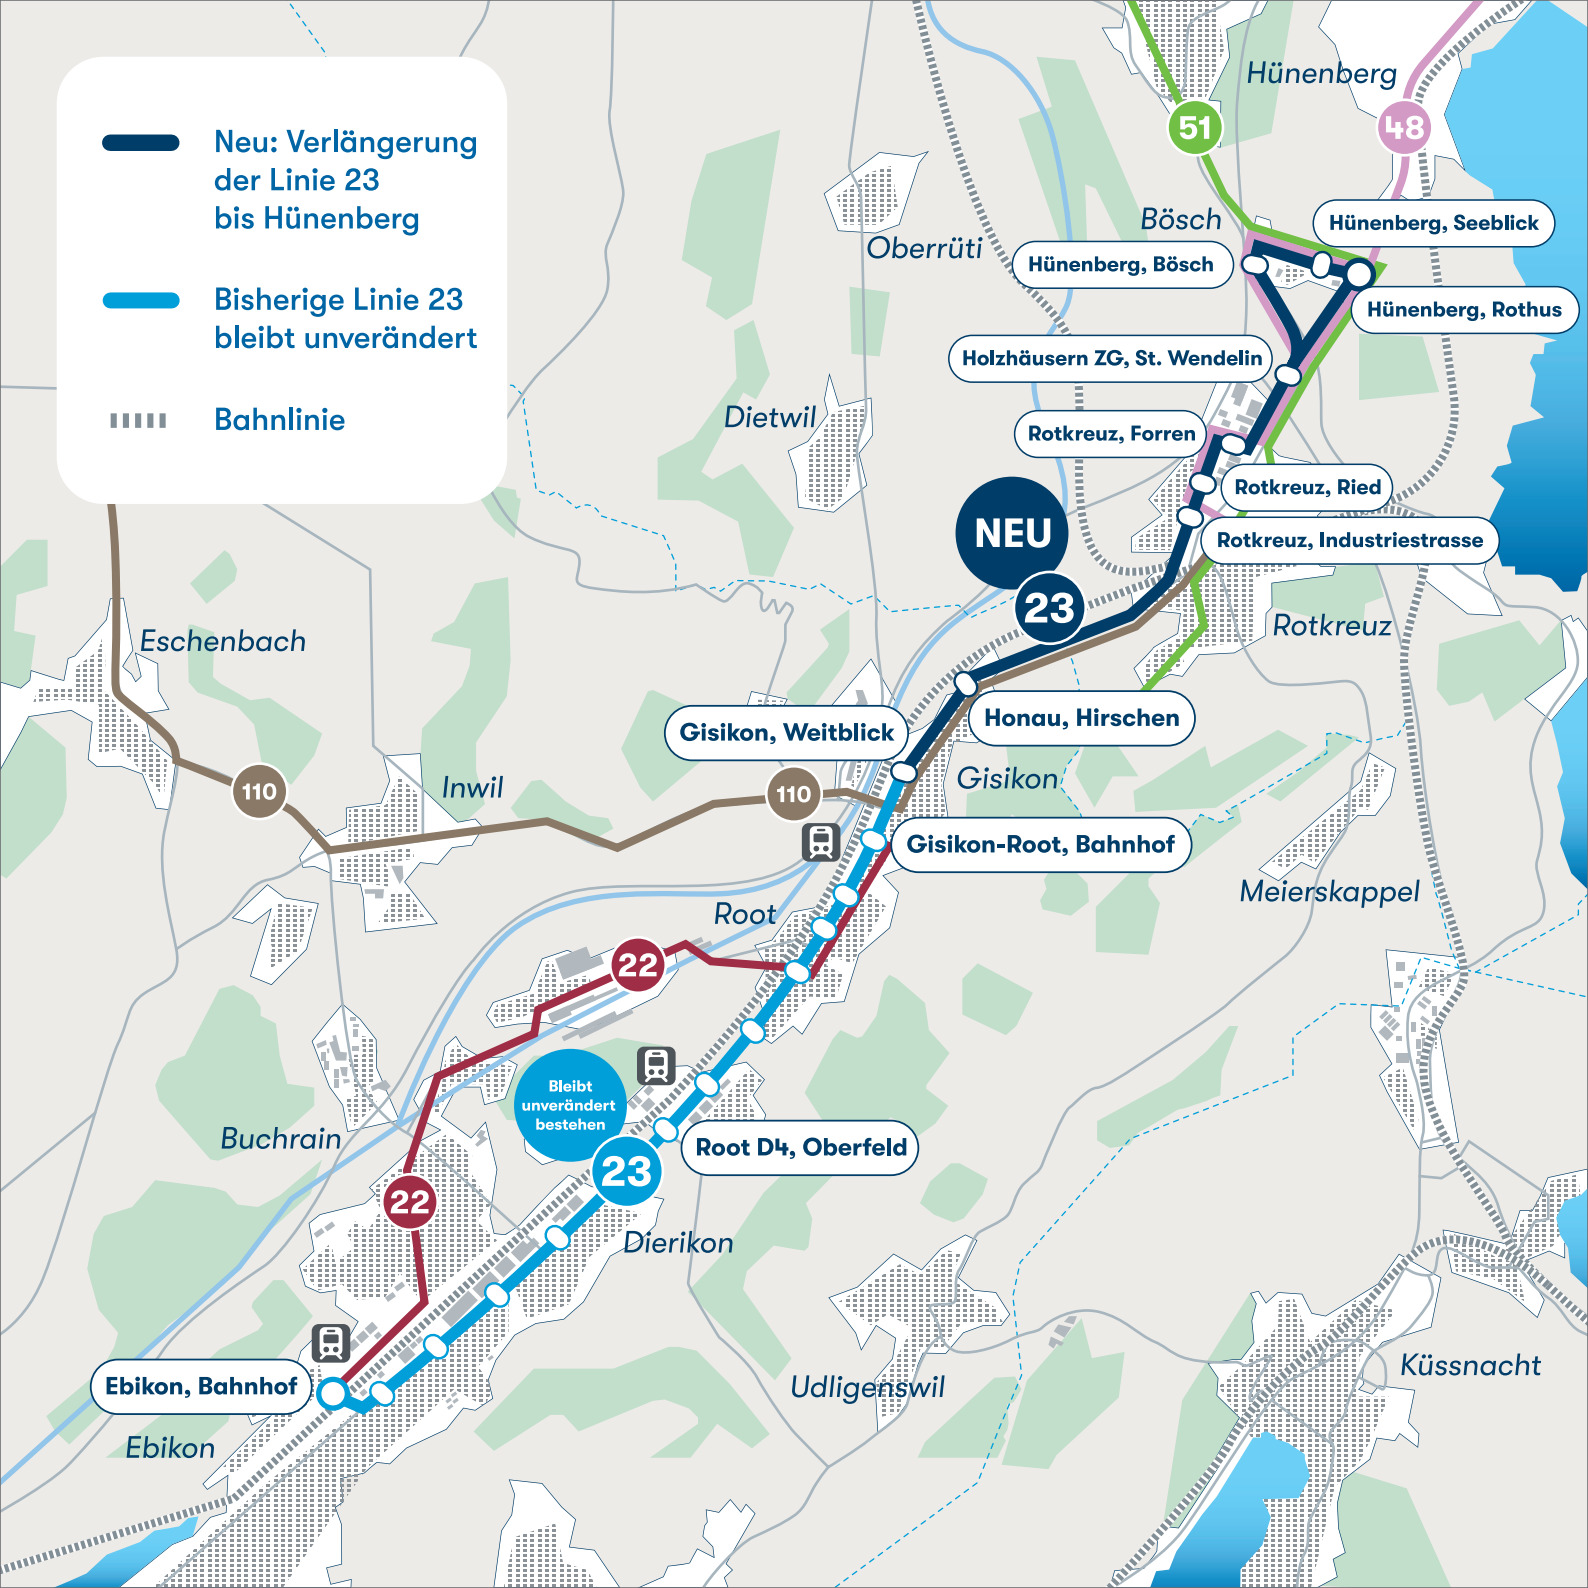 Neu: Verlängerung
der Linie 23
bis Hünenberg
Bisherige Linie 23
bleibt unverändert
Bahnlinie
Hünenberg
51
48
Bösch
Hünenberg, Seeblick
Oberrüti
Hünenberg, Bösch
Hünenberg, Rothus
Holzhäusern ZG, St. Wendelin
Dietwil
Rotkreuz, Forren
Rotkreuz, Ried
NEU
Rotkreuz, Industriestrasse
23
Rotkreuz
Eschenbach
Honau, Hirschen
Gisikon, Weitblick
Gisikon
Inwil
110
110
Gisikon-Root, Bahnhof
Meierskappel
Root
22
Bleibt
unverändert
bestehen
Buchrain
Root D4, Oberfeld
23
22
Dierikon
Küssnacht
Ebikon, Bahnhof
Udligenswil
Ebikon